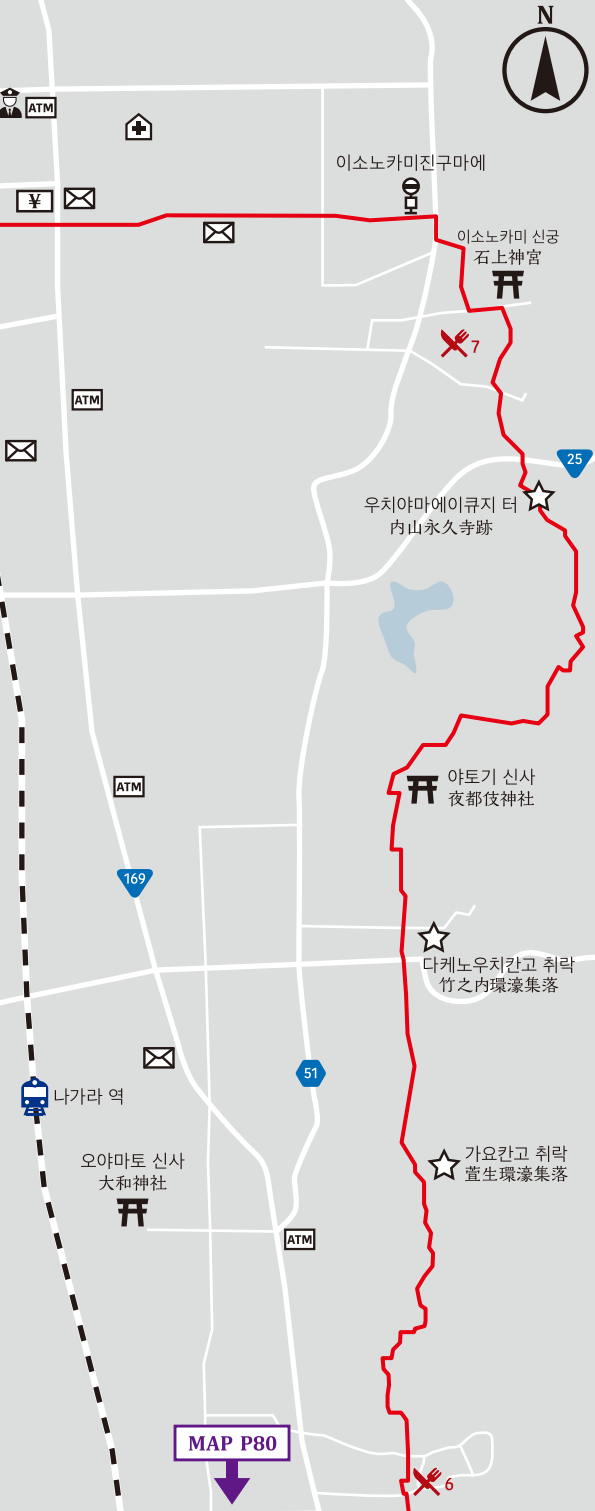 N
ATM
이소노카미진구마에
¥
이소노카미 신궁
石上神宮
7
ATM
25
우치야마에이큐지 터
内山永久寺跡
야토기 신사
夜都伎神社
ATM
169
다케노우치칸고 취락
竹之内環濠集落
51
나가라 역
가요칸고 취락
萱生環濠集落
오야마토 신사
大和神社
ATM
MAP P80
6